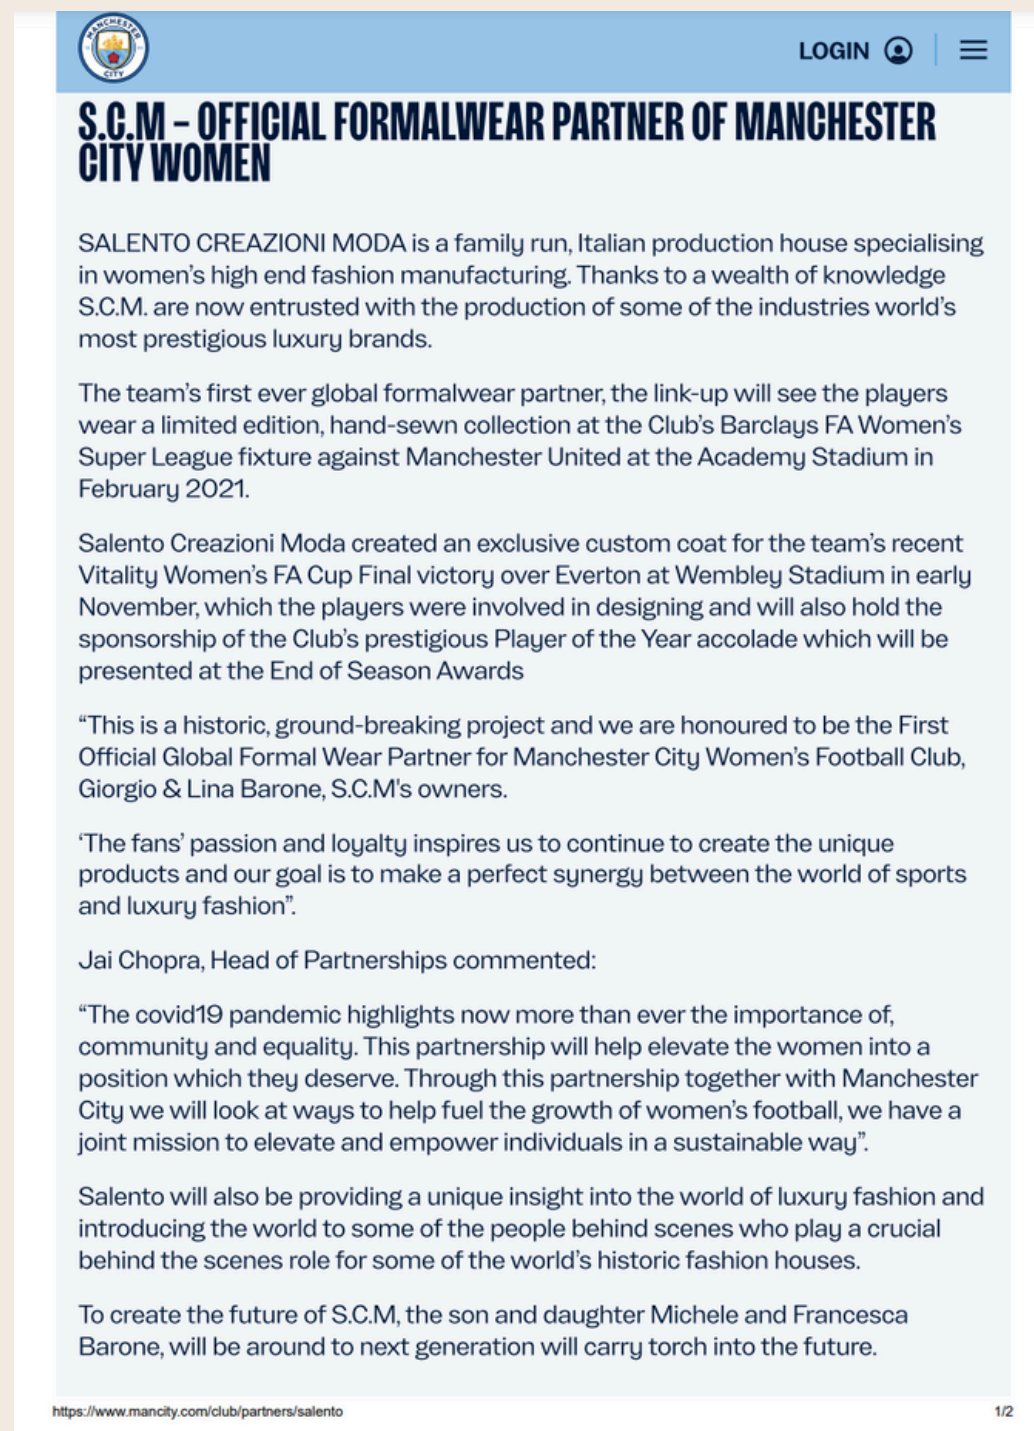 MANCHESTER
CITY
LOGIN
S.C.M – OFFICIAL FORMALWEAR PARTNER OF MANCHESTER
CITY WOMEN
SALENTO CREAZIONI MODA is a family run, Italian production house specialising
in women’s high end fashion manufacturing. Thanks to a wealth of knowledge
S.C.M. are now entrusted with the production of some of the industries world’s
most prestigious luxury brands.
The team’s first ever global formalwear partner, the link-up will see the players
wear a limited edition, hand-sewn collection at the Club’s Barclays FA Women’s
Super League fixture against Manchester United at the Academy Stadium in
February 2021.
Salento Creazioni Moda created an exclusive custom coat for the team’s recent
Vitality Women’s FA Cup Final victory over Everton at Wembley Stadium in early
November, which the players were involved in designing and will also hold the
sponsorship of the Club’s prestigious Player of the Year accolade which will be
presented at the End of Season Awards
“This is a historic, ground-breaking project and we are honoured to be the First
Official Global Formal Wear Partner for Manchester City Women’s Football Club,
Giorgio & Lina Barone, S.C.M's owners.
‘The fans’ passion and loyalty inspires us to continue to create the unique
products and our goal is to make a perfect synergy between the world of sports
and luxury fashion”.
Jai Chopra, Head of Partnerships commented:
“The covid19 pandemic highlights now more than ever the importance of,
community and equality. This partnership will help elevate the women into a
position which they deserve. Through this partnership together with Manchester
City we will look at ways to help fuel the growth of women’s football, we have a
joint mission to elevate and empower individuals in a sustainable way”.
Salento will also be providing a unique insight into the world of luxury fashion and
introducing the world to some of the people behind scenes who play a crucial
behind the scenes role for some of the world’s historic fashion houses.
To create the future of S.C.M, the son and daughter Michele and Francesca
Barone, will be around to next generation will carry torch into the future.
https://www.mancity.com/club/partners/salento 1/2